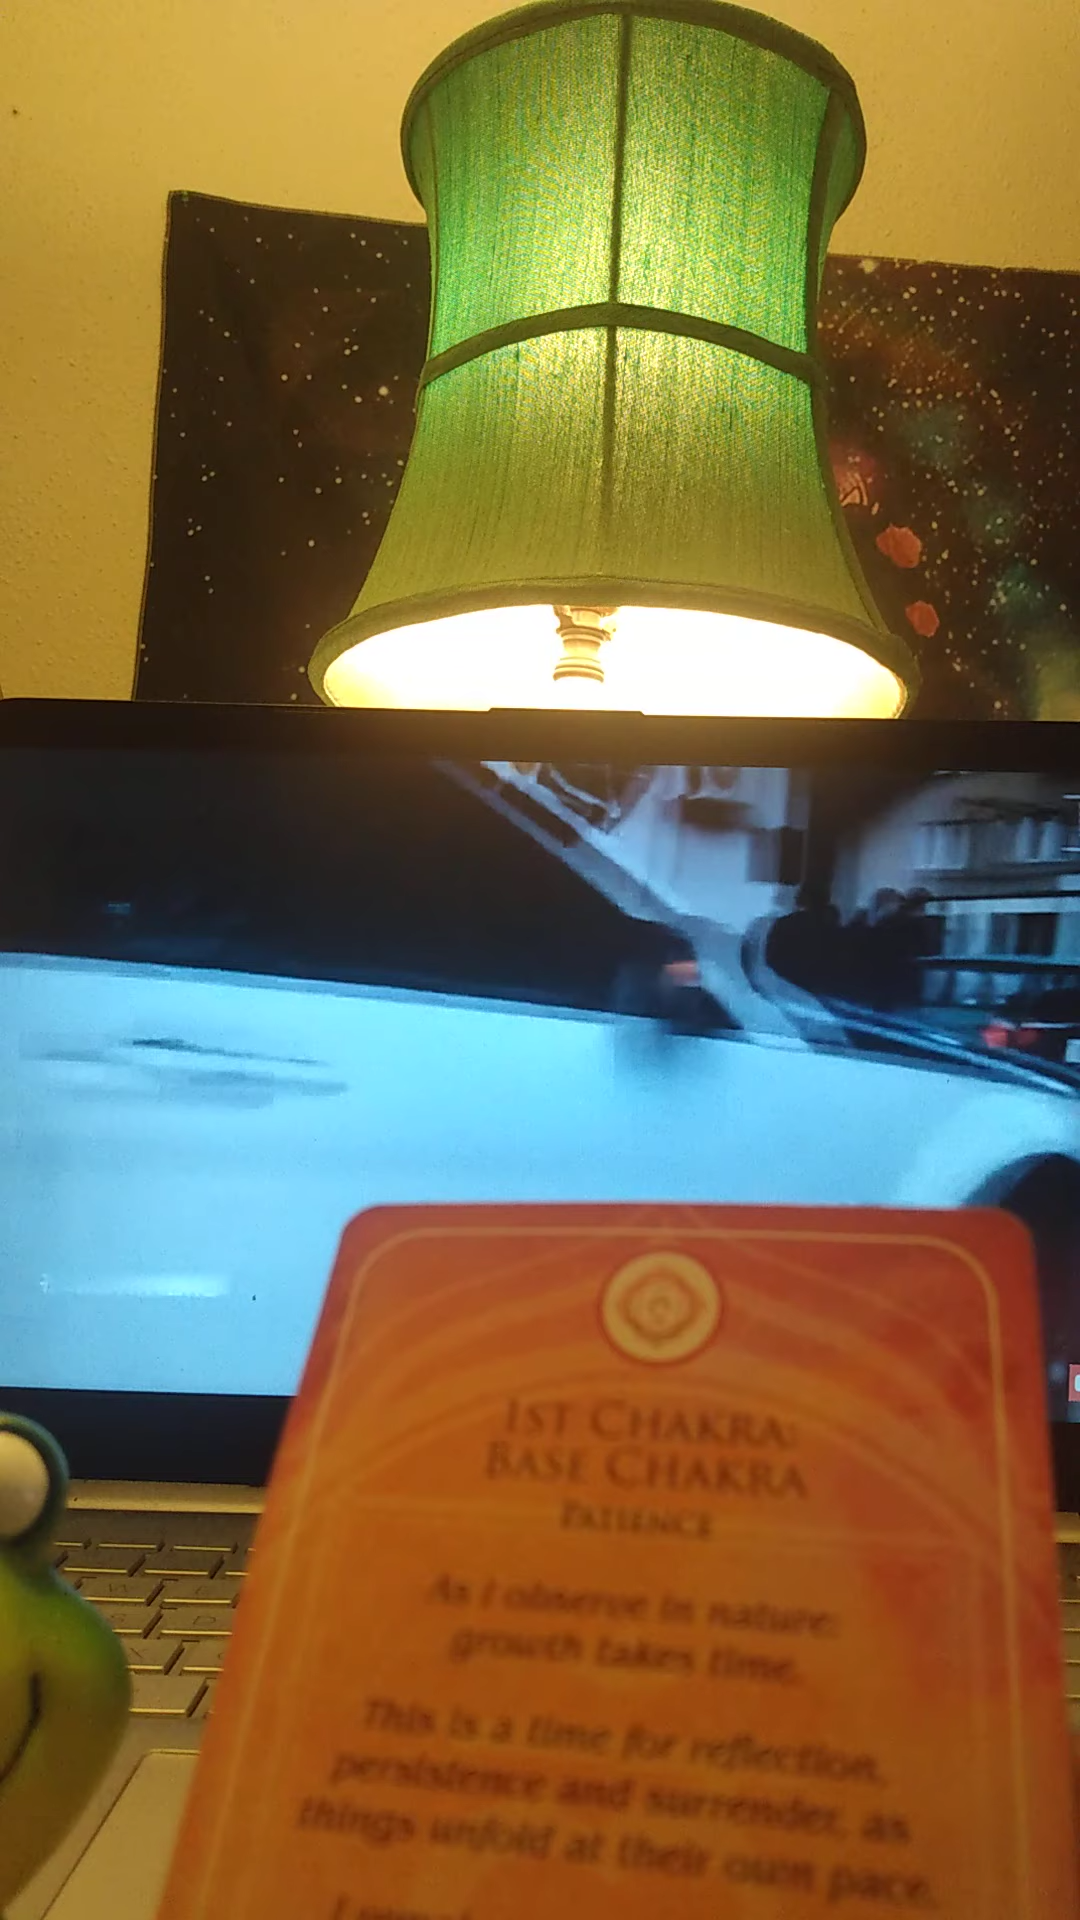 1ST CHAKRA:
BASE CHAKRA
PATIENCE
As I observe in nature:
growth takes time.
This is a time for reflection,
persistence and surrender, as
things unfold at their own pace.
I